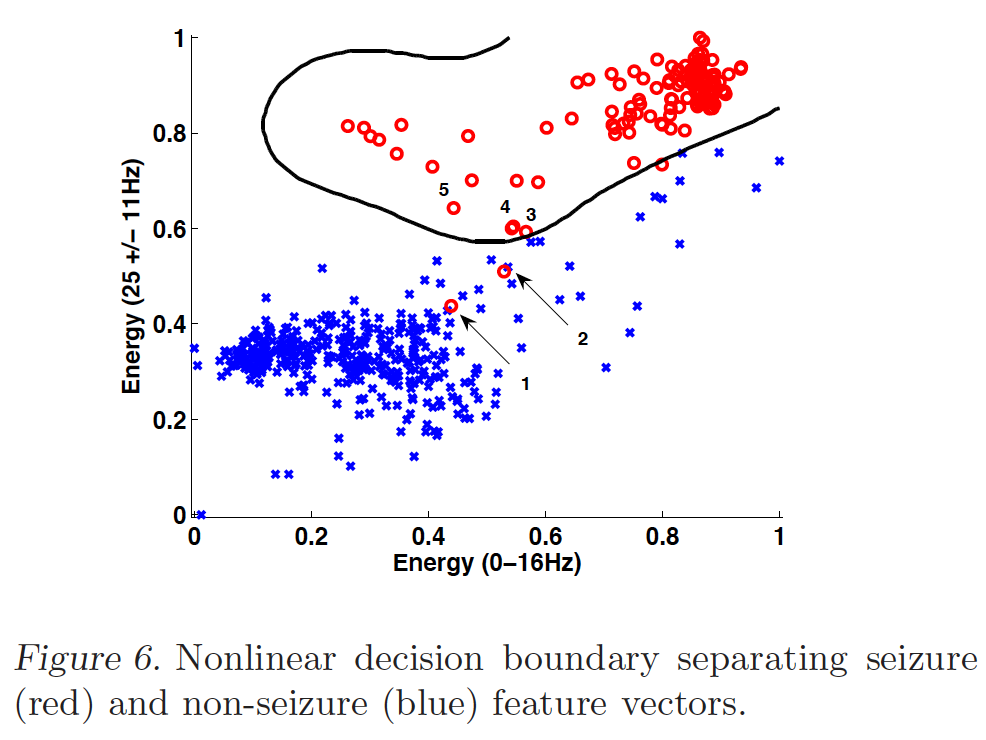 1
0.8
0.6
0.4
0.2
0
0 0.2 0.4 0.6 0.8 1
Energy (25 +/− 11Hz)
Energy (0−16Hz)
5
4
3
2
1
Figure 6. Nonlinear decision boundary separating seizure
(red) and non-seizure (blue) feature vectors.